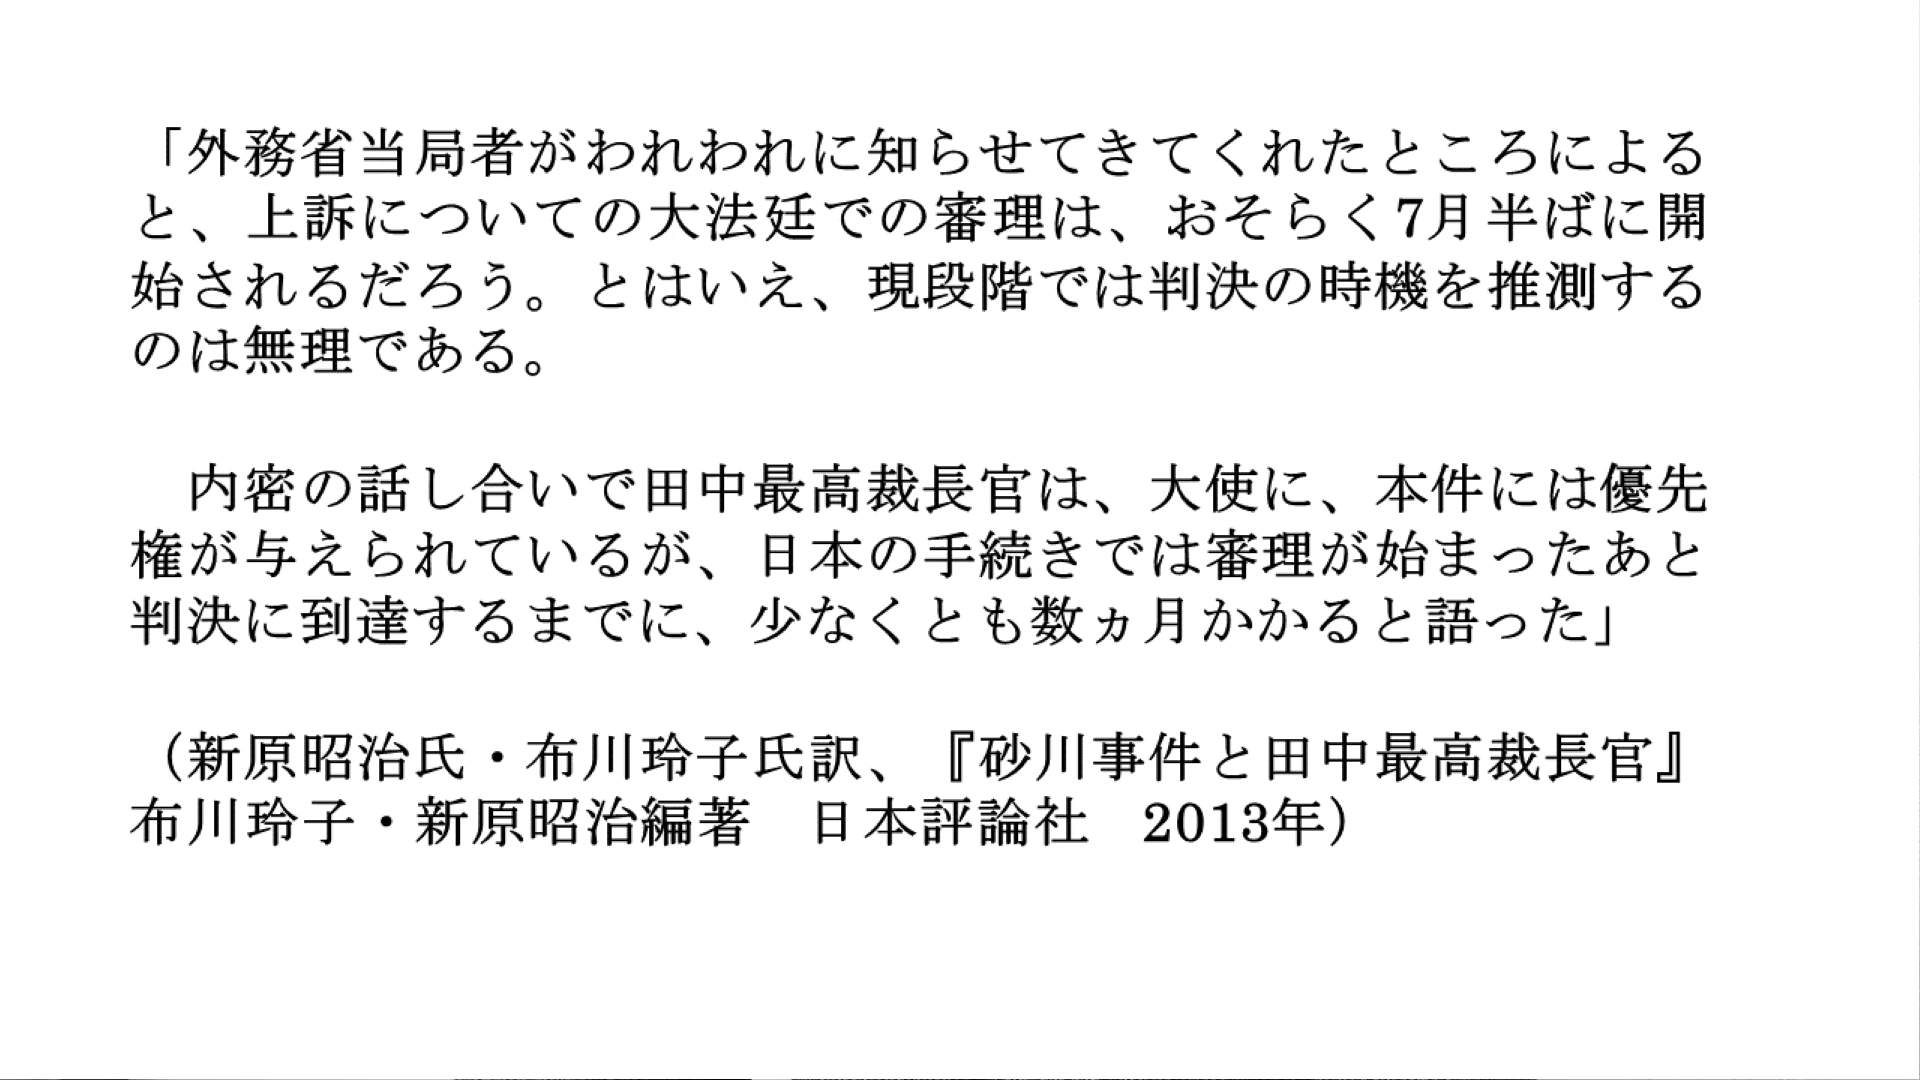 「外務省当局者がわれわれに知らせてきてくれたところによる
と、上訴についての大法廷での審理は、おそらく7月半ばに開
始されるだろう。とはいえ、現段階では判決の時機を推測する
のは無理である。
　内密の話し合いで田中最高裁長官は、大使に、本件には優先
権が与えられているが、日本の手続きでは審理が始まったあと
判決に到達するまでに、少なくとも数ヵ月かかると語った」
（新原昭治氏・布川玲子氏訳、『砂川事件と田中最高裁長官』
布川玲子・新原昭治編著　日本評論社　2013年）